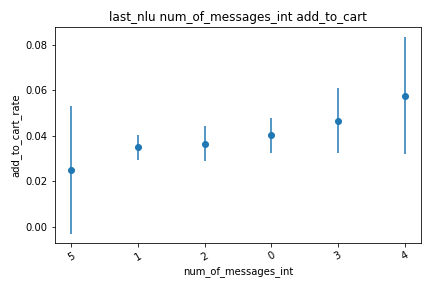 last_nlu num_of_messages_int add_to_cart
add_to_cart_rate
0.08
0.06
0.04
0.02
0.00
5 1 2 0 3 4
num_of_messages_int